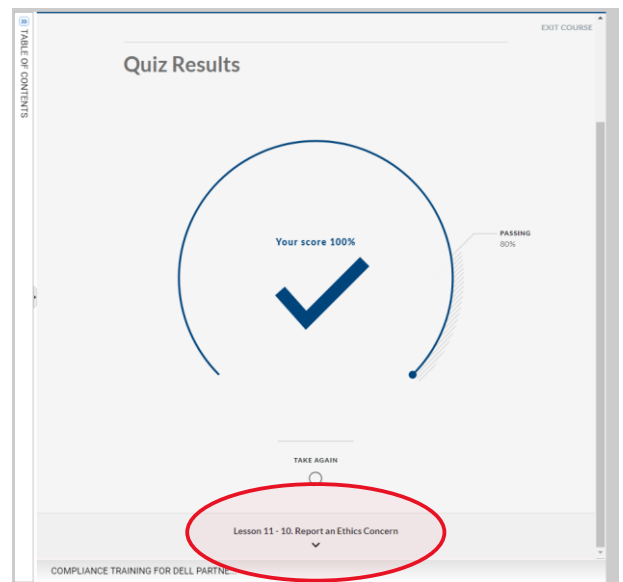 TABLE OF CONTENTS
EXIT COURSE
Quiz Results
Your score 100%
PASSING
80%
TAKE AGAIN
Lesson 11 - 10. Report an Ethics Concern
COMPLIANCE TRAINING FOR DELL PARTNE...